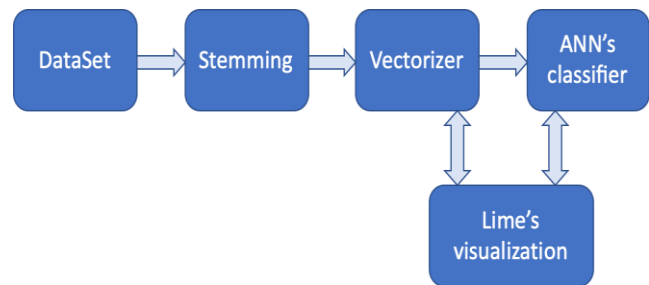 DataSet
Stemming
Vectorizer
ANN's
classifier
Lime's
visualization